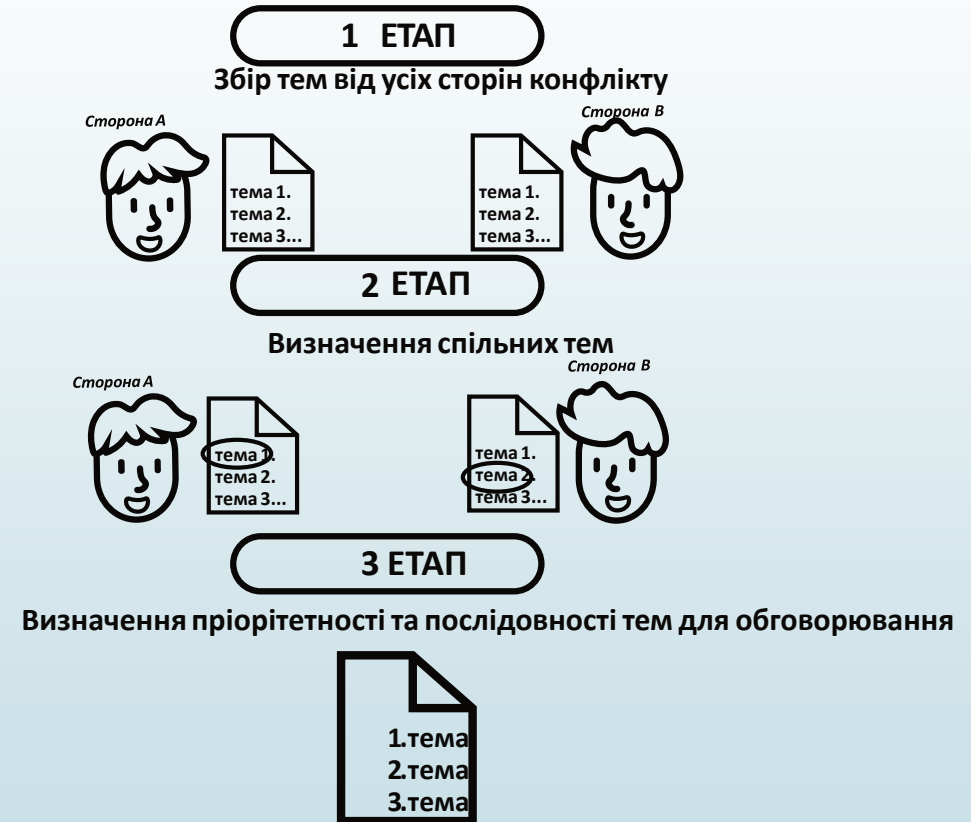 1 ЕТАП
Збір тем від усіх сторін конфлікту
Сторона А
Сторона В
тема 1.
тема 2.
тема 3...
тема 1.
тема 2.
тема 3...
2 ЕТАП
Визначення спільних тем
Сторона А
Сторона В
тема 1.
тема 2.
тема 3...
тема 1.
тема 2.
тема 3...
3 ЕТАП
Визначення пріорітетності та послідовності тем для обговорювання
1.тема
2.тема
3.тема